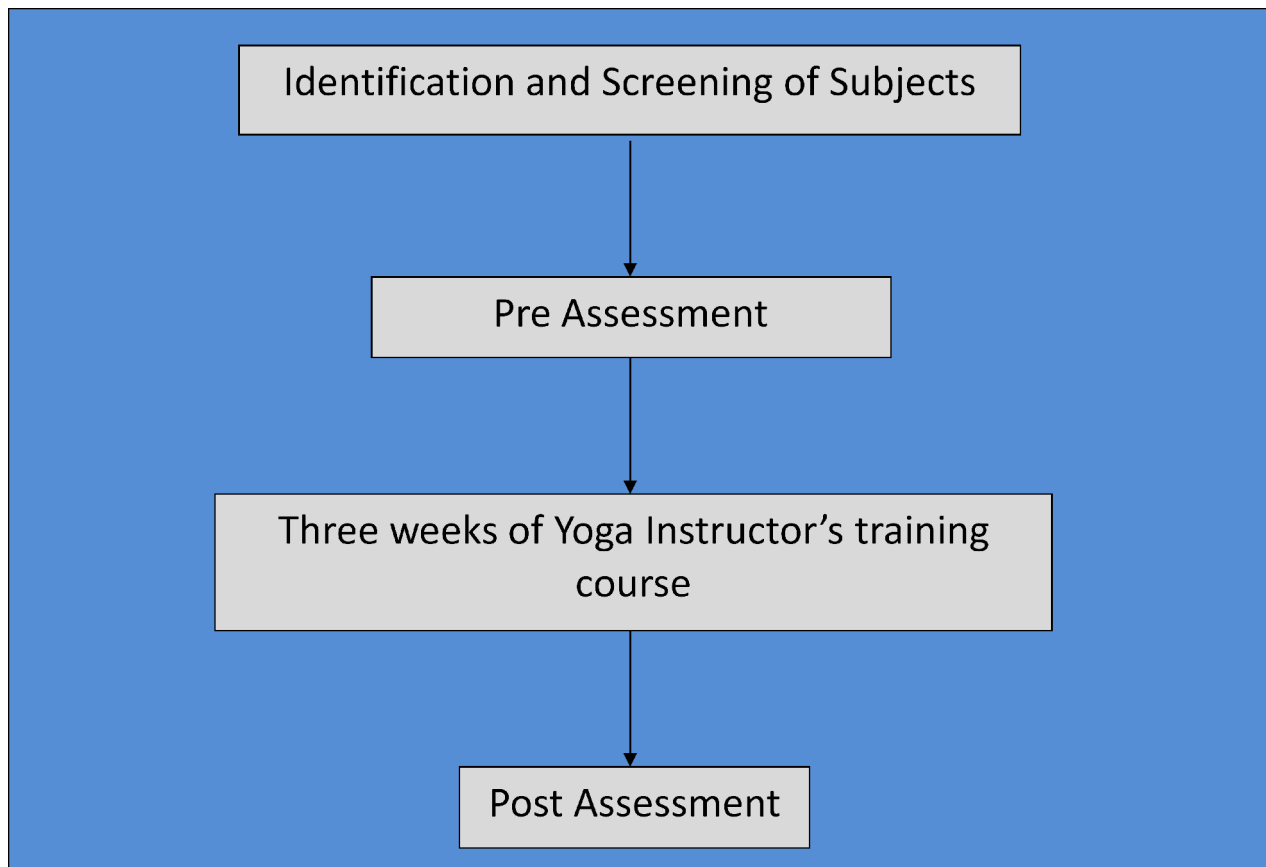 Identification and Screening of Subjects
Pre Assessment
Three weeks of Yoga Instructor’s training
course
Post Assessment